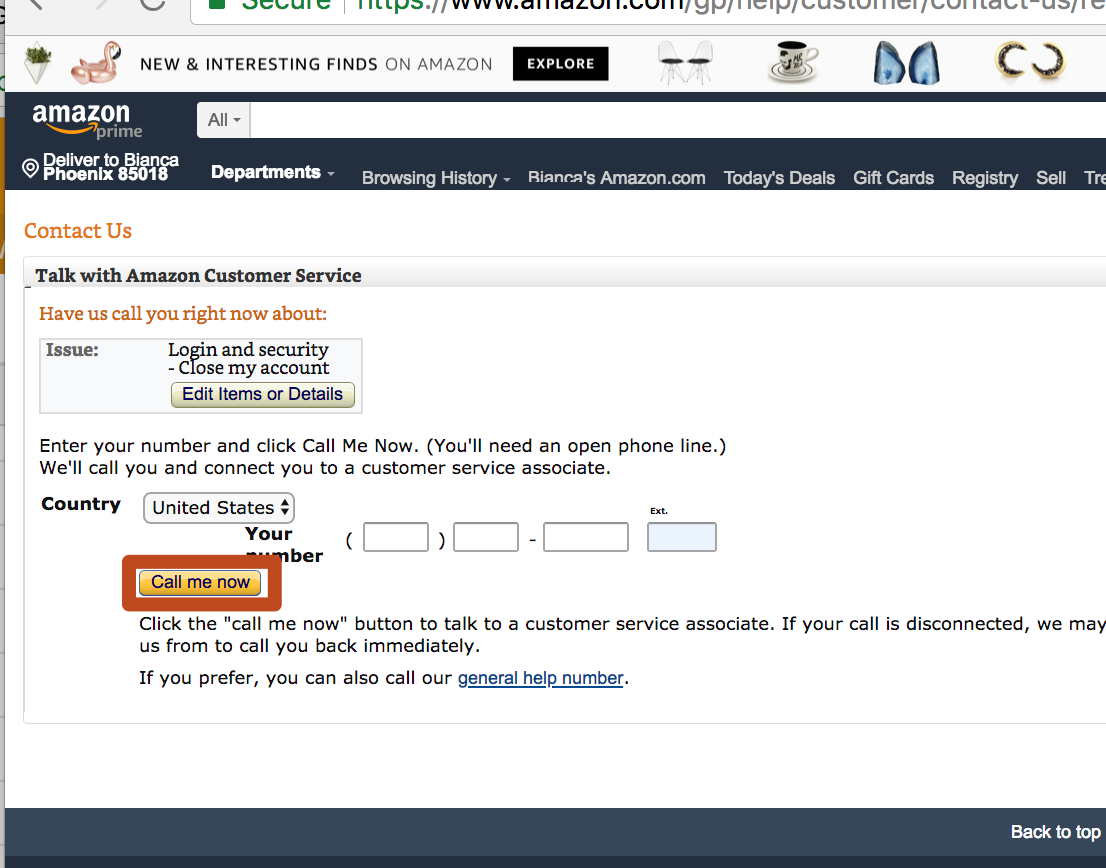 Secure https://www.amazon.com/gp/help/customer/contact-us/re
NEW & INTERESTING FINDS ON AMAZON EXPLORE
amazon
prime
All
Deliver to Bianca
Phoenix 85018
Departments Browsing History Bianca's Amazon.com Today's Deals Gift Cards Registry Sell Tre
Contact Us
Talk with Amazon Customer Service
Have us call you right now about:
Issue: Login and security
- Close my account
Edit Items or Details
Enter your number and click Call Me Now. (You'll need an open phone line.)
We'll call you and connect you to a customer service associate.
Country United States
Ext.
Your
number ( ) -
Call me now
Click the "call me now" button to talk to a customer service associate. If your call is disconnected, we may
us from to call you back immediately.
If you prefer, you can also call our general help number.
Back to top